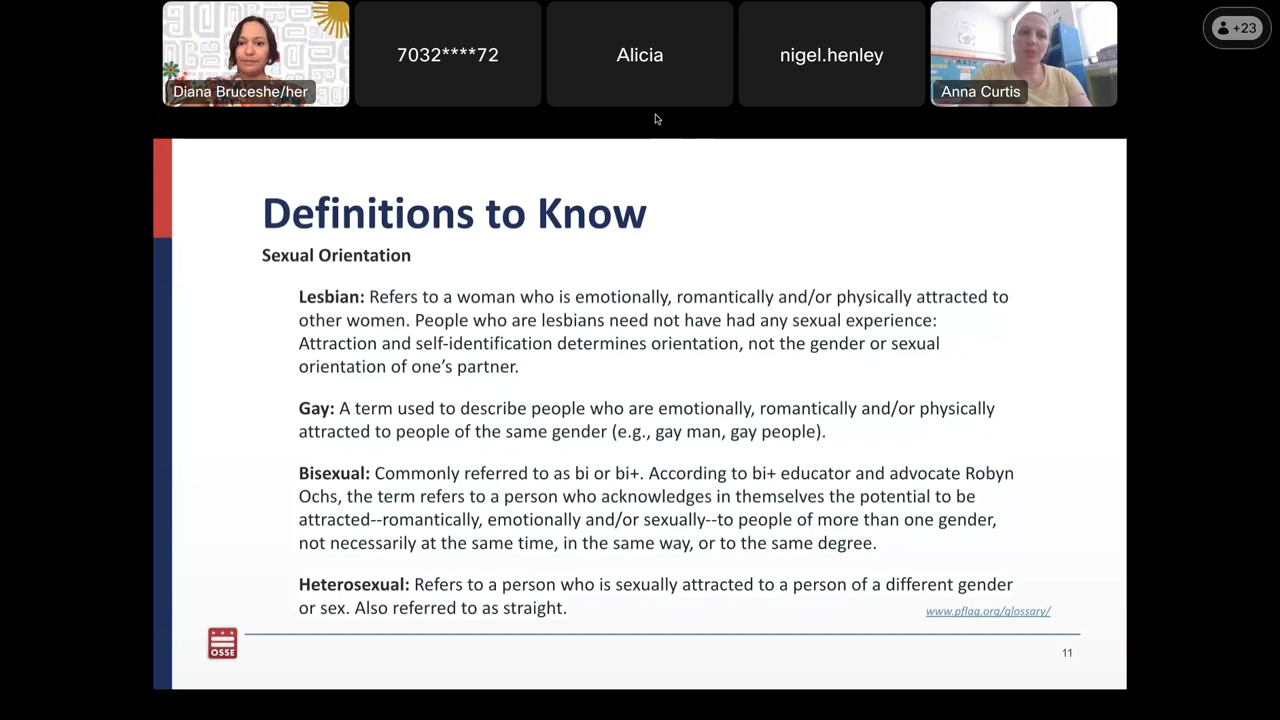 Diana Bruceshe/her
7032****72
Alicia
nigel.henley
Anna Curtis
+23
Definitions to Know
Sexual Orientation
Lesbian: Refers to a woman who is emotionally, romantically and/or physically attracted to
other women. People who are lesbians need not have had any sexual experience:
Attraction and self-identification determines orientation, not the gender or sexual
orientation of one’s partner.
Gay: A term used to describe people who are emotionally, romantically and/or physically
attracted to people of the same gender (e.g., gay man, gay people).
Bisexual: Commonly referred to as bi or bi+. According to bi+ educator and advocate Robyn
Ochs, the term refers to a person who acknowledges in themselves the potential to be
attracted--romantically, emotionally and/or sexually--to people of more than one gender,
not necessarily at the same time, in the same way, or to the same degree.
Heterosexual: Refers to a person who is sexually attracted to a person of a different gender
or sex. Also referred to as straight.
www.pflag.org/glossary/
OSSE
11